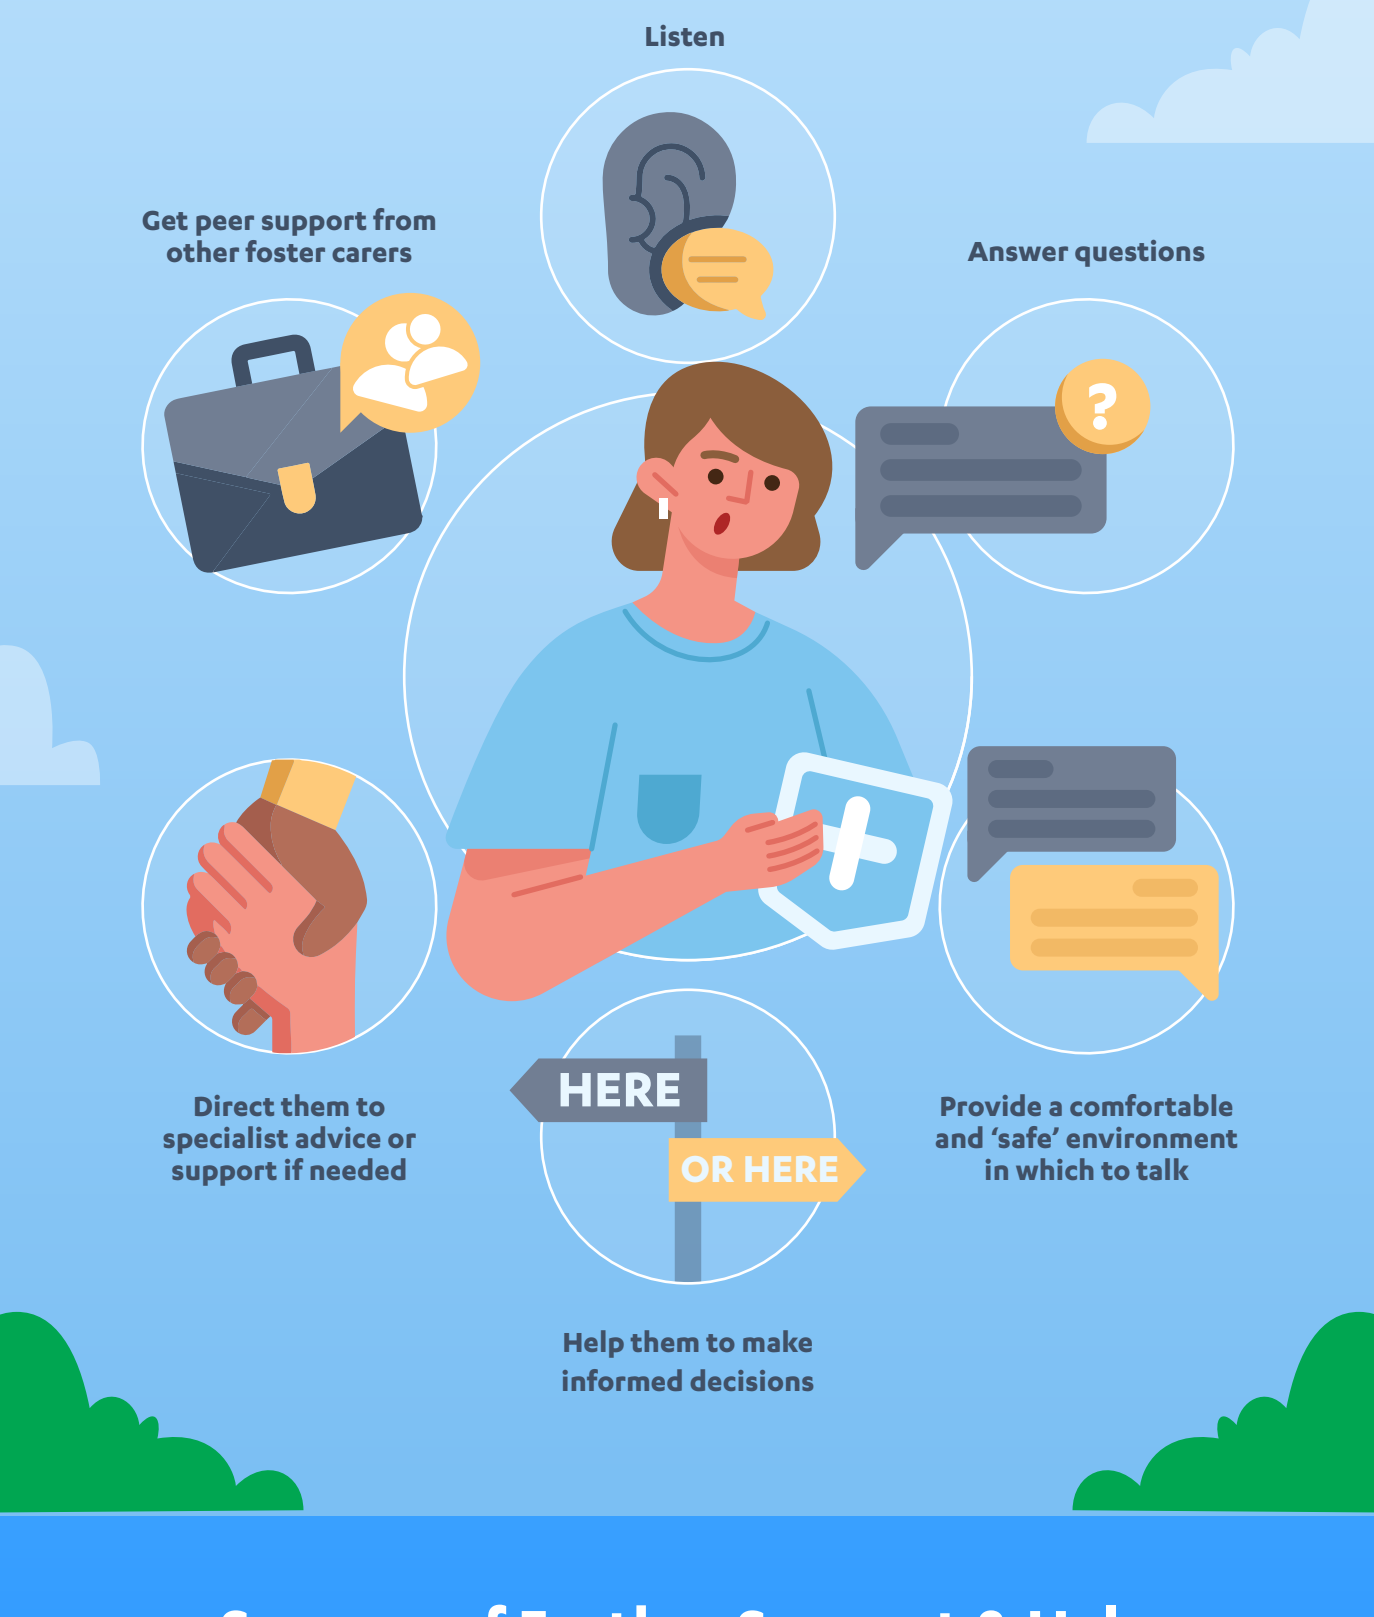 Listen
Get peer support from
other foster carers
Answer questions
?
Direct them to
specialist advice or
support if needed
HERE
OR HERE
Provide a comfortable
and ‘safe’ environment
in which to talk
Help them to make
informed decisions